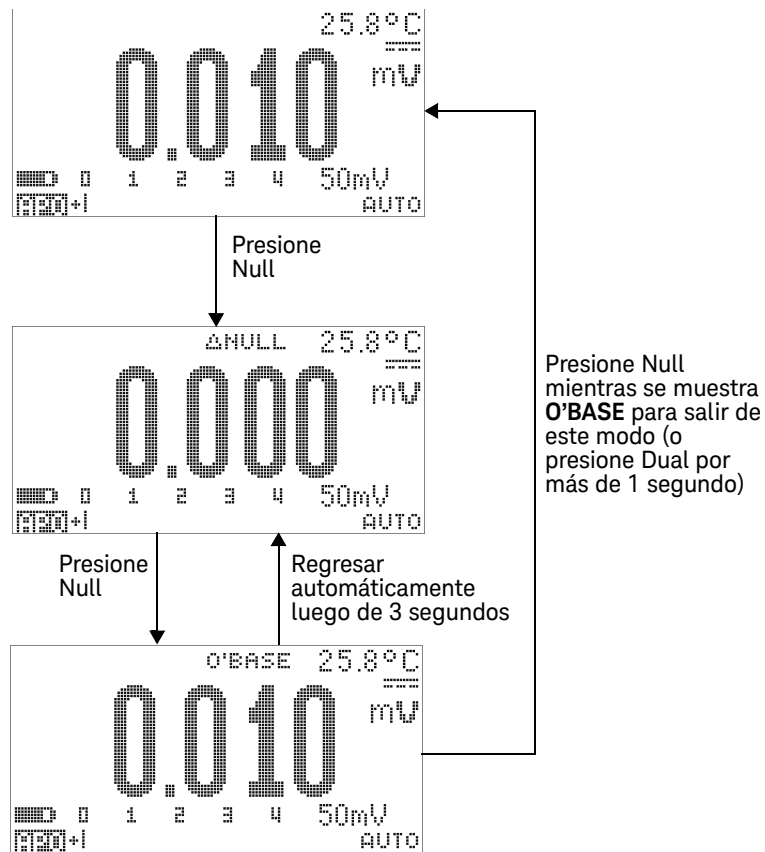 25.8°C
0.010 mV
0 1 2 3 4 50mV
AUTO
Presione
Null
ΔNULL 25.8°C
0.000 mV
0 1 2 3 4 50mV
AUTO
Presione Null
mientras se muestra
O’BASE para salir de
este modo (o
presione Dual por
más de 1 segundo)
Presione
Null
Regresar
automáticamente
luego de 3 segundos
O'BASE 25.8°C
0.010 mV
0 1 2 3 4 50mV
AUTO